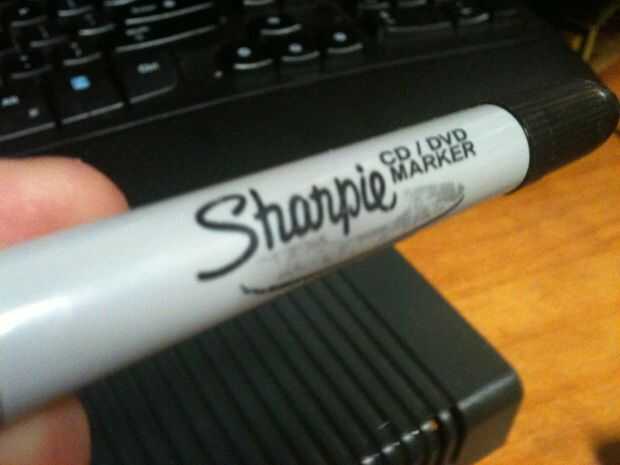 Sharpie
CD / DVD
MARKER